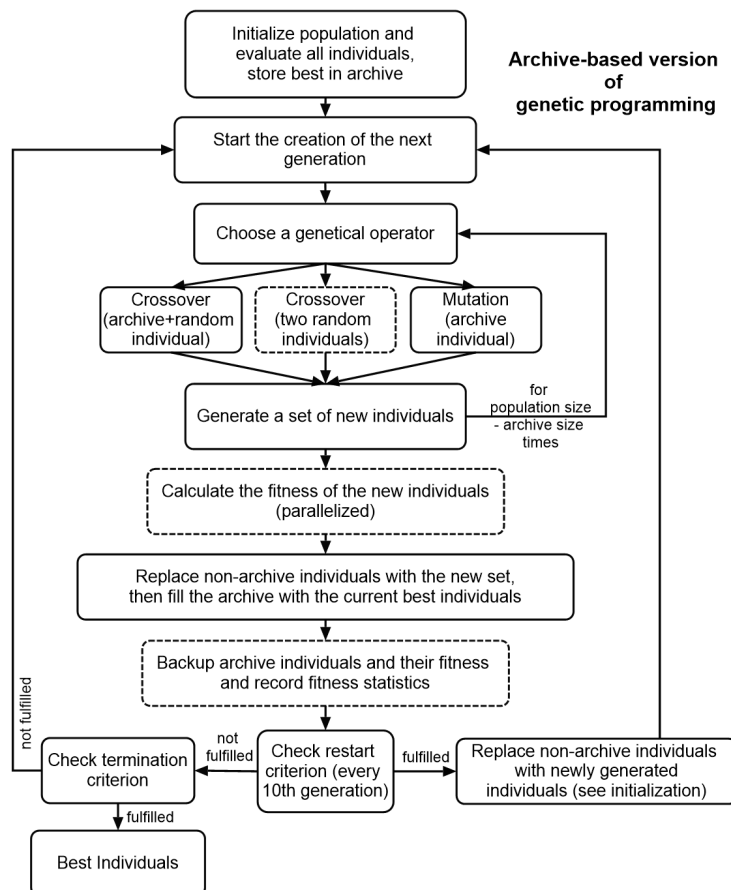 Initialize population and
evaluate all individuals,
store best in archive
Archive-based version
of
genetic programming
Start the creation of the next
generation
Choose a genetical operator
Crossover
(archive+random
individual)
Crossover
(two random
individuals)
Mutation
(archive
individual)
Generate a set of new individuals
for
population size
- archive size
times
Calculate the fitness of the new individuals
(parallelized)
Replace non-archive individuals with the new set,
then fill the archive with the current best individuals
Backup archive individuals and their fitness
and record fitness statistics
not fulfilled
Check termination
criterion
not
fulfilled
Check restart
criterion (every
10th generation)
fulfilled
Replace non-archive individuals
with newly generated
individuals (see initialization)
fulfilled
Best Individuals